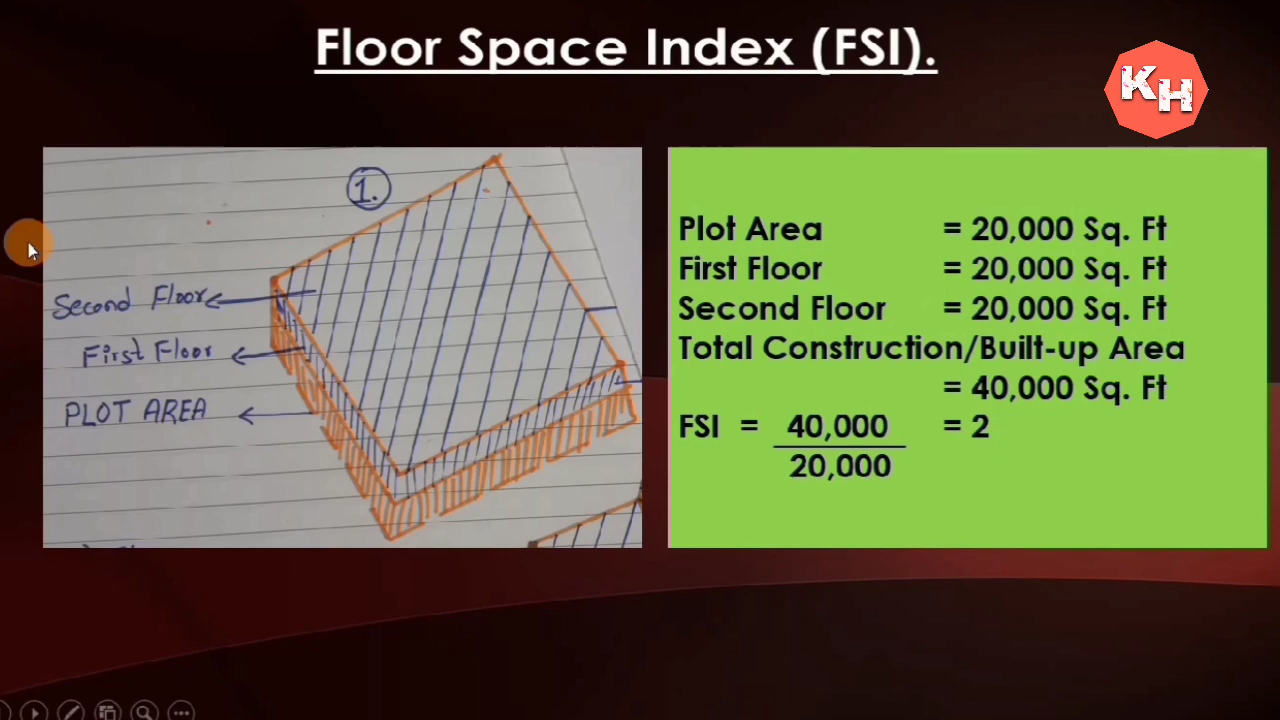 Floor Space Index (FSI).
KH
1.
Second Floor
First Floor
PLOT AREA
Plot Area = 20,000 Sq. Ft
First Floor = 20,000 Sq. Ft
Second Floor = 20,000 Sq. Ft
Total Construction/Built-up Area
= 40,000 Sq. Ft
FSI = 40,000 = 2
20,000